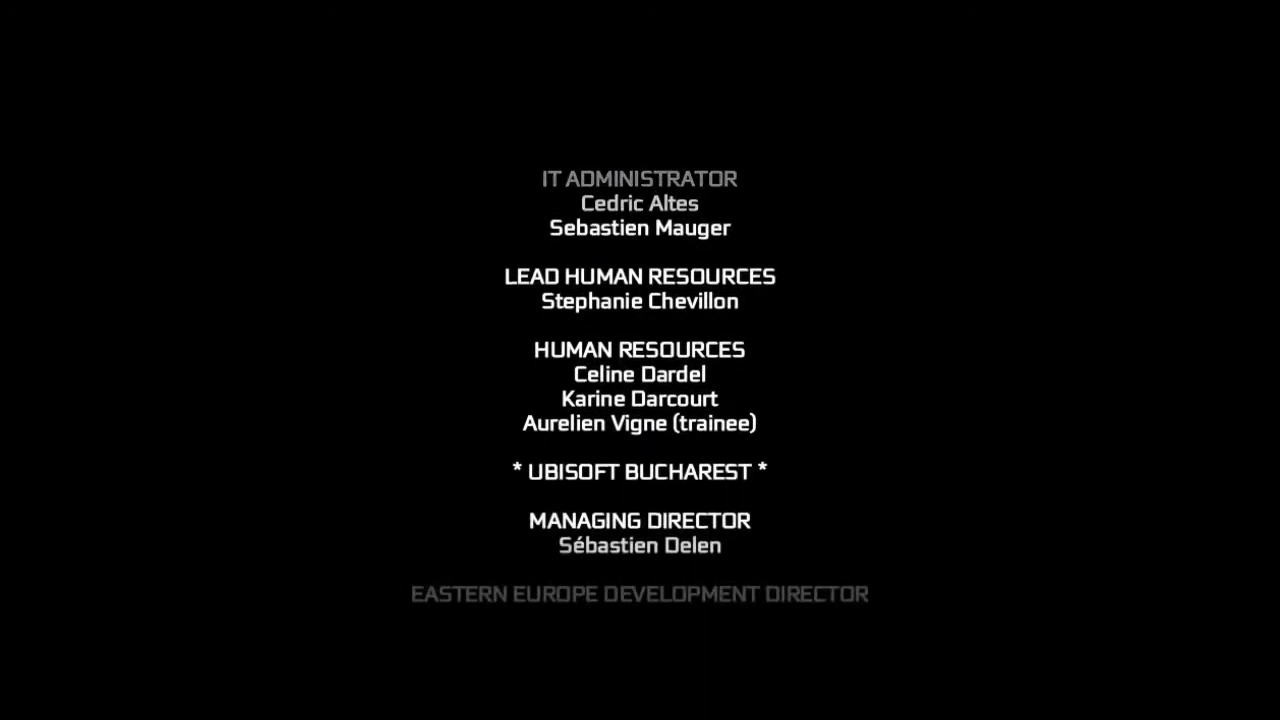 IT ADMINISTRATOR
Cedric Altes
Sebastien Mauger
LEAD HUMAN RESOURCES
Stephanie Chevillon
HUMAN RESOURCES
Celine Dardel
Karine Darcourt
Aurelien Vigne (trainee)
* UBISOFT BUCHAREST *
MANAGING DIRECTOR
Sébastien Delen
EASTERN EUROPE DEVELOPMENT DIRECTOR